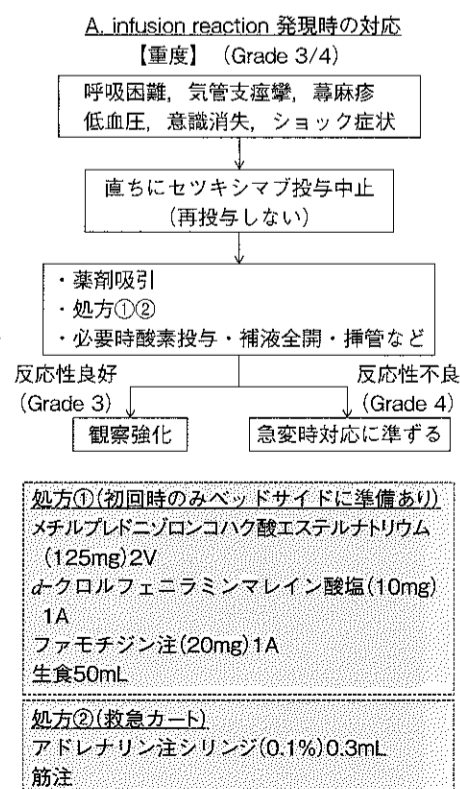 A. infusion reaction 発現時の対応
【重度】 (Grade 3/4)
呼吸困難，気管支痙攣，蕁麻疹
低血圧，意識消失，ショック症状
直ちにセツキシマブ投与中止
(再投与しない)
・薬剤吸引
・処方①②
・必要時酸素投与・補液全開・挿管など
反応性良好
(Grade 3)
反応性不良
(Grade 4)
観察強化
急変時対応に準ずる
処方①(初回時のみベッドサイドに準備あり)
メチルプレドニゾロンコハク酸エステルナトリウム
(125mg)2V
d-クロルフェニラミンマレイン酸塩(10mg)
1A
ファモチジン注(20mg)1A
生食50mL
処方②(救急カート)
アドレナリン注シリンジ(0.1%)0.3mL
筋注